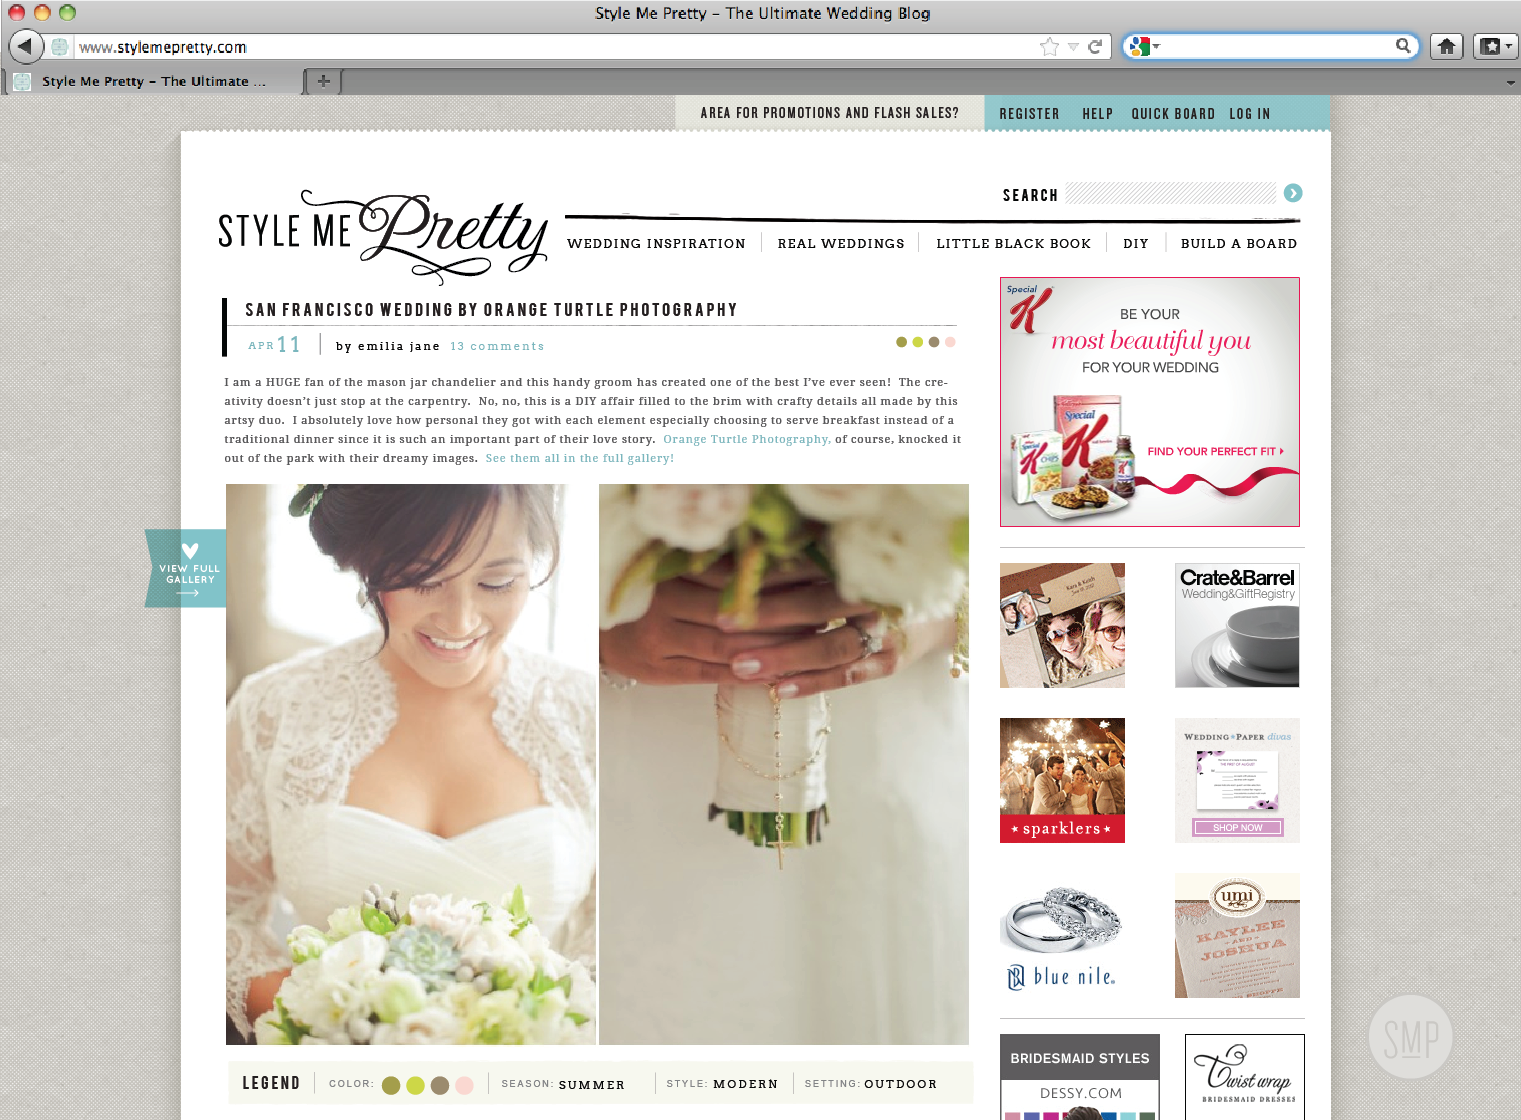 Style Me Pretty – The Ultimate Wedding Blog
www.stylemepretty.com
Style Me Pretty – The Ultimate ...
AREA FOR PROMOTIONS AND FLASH SALES?
REGISTER HELP QUICK BOARD LOG IN
SEARCH
STYLE ME Pretty
WEDDING INSPIRATION REAL WEDDINGS LITTLE BLACK BOOK DIY BUILD A BOARD
SAN FRANCISCO WEDDING BY ORANGE TURTLE PHOTOGRAPHY
APR 11 by emilia jane 13 comments
I am a HUGE fan of the mason jar chandelier and this handy groom has created one of the best I've ever seen! The cre-
ativity doesn't just stop at the carpentry. No, no, this is a DIY affair filled to the brim with crafty details all made by this
artsy duo. I absolutely love how personal they got with each element especially choosing to serve breakfast instead of a
traditional dinner since it is such an important part of their love story. Orange Turtle Photography, of course, knocked it
out of the park with their dreamy images. See them all in the full gallery!
VIEW FULL
GALLERY
LEGEND COLOR: SEASON: SUMMER STYLE: MODERN SETTING: OUTDOOR
Special
K
BE YOUR
most beautiful you
FOR YOUR WEDDING
Special
K
Special
K
K
FIND YOUR PERFECT FIT
Kara & Keith
Crate&Barrel
Wedding&GiftRegistry
sparklers
WEDDING PAPER divas
SHOP NOW
blue nile
umi
KAYLEE
AND
JOSHUA
BRIDESMAID STYLES
DESSY.COM
Twist wrap
BRIDESMAID DRESSES
SMP